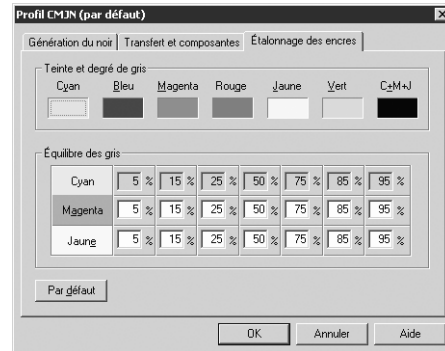 Profil CMJN (par défaut)
Génération du noir Transfert et composantes Étalonnage des encres
Teinte et degré de gris
Cyan Bleu Magenta Rouge Jaune Vert C+M+J
Équilibre des gris
Cyan 5 % 15 % 25 % 50 % 75 % 85 % 95 %
Magenta 5 % 15 % 25 % 50 % 75 % 85 % 95 %
Jaune 5 % 15 % 25 % 50 % 75 % 85 % 95 %
Par défaut
OK Annuler Aide